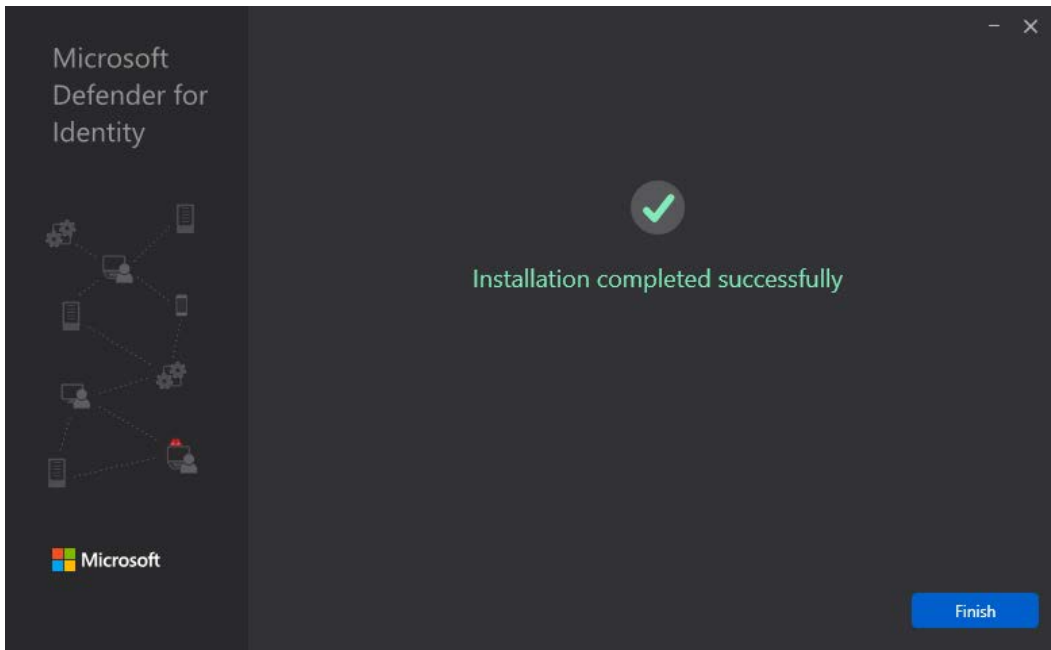 Microsoft
Defender for
Identity
Installation completed successfully
Microsoft
Finish